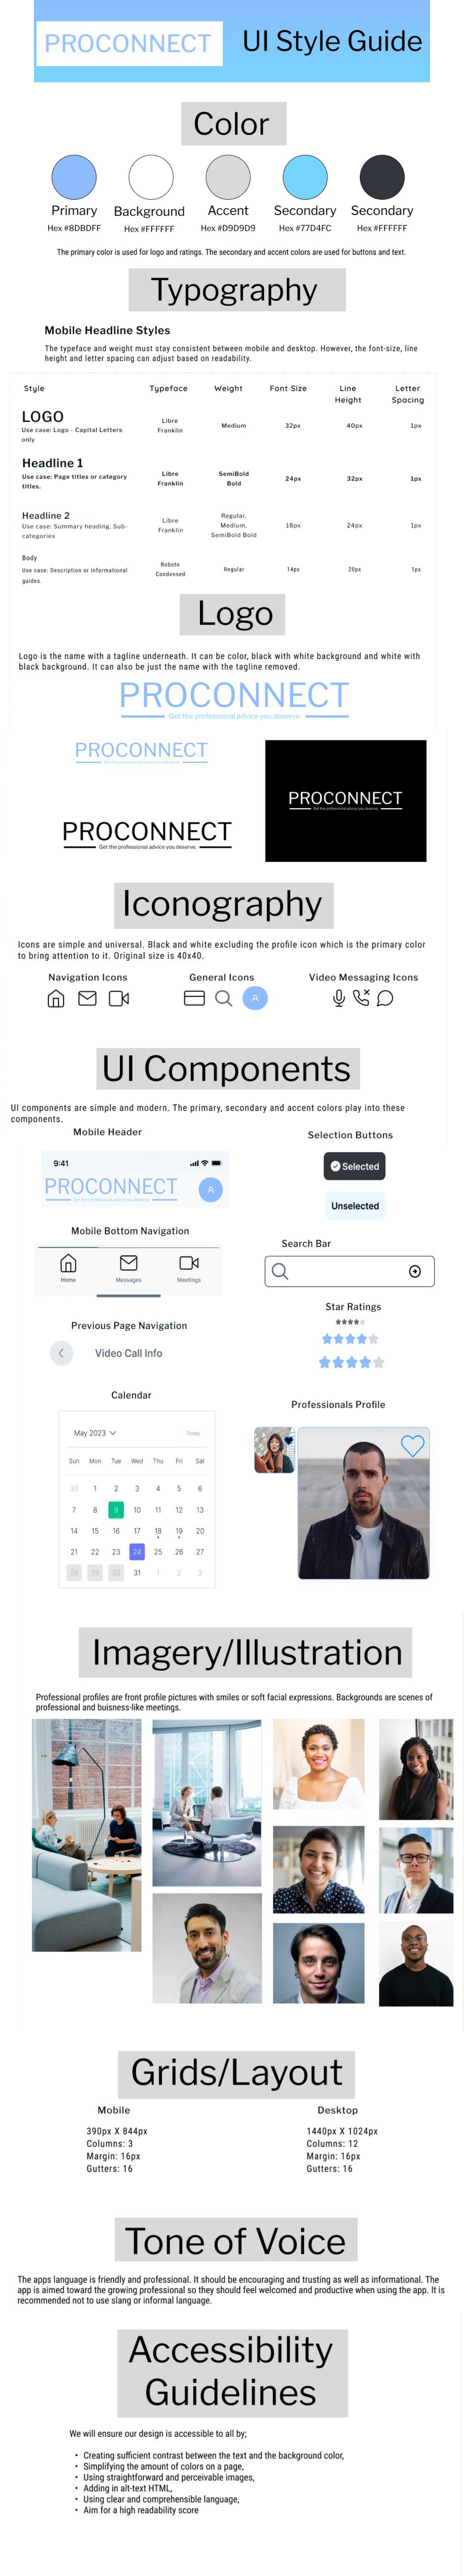 PROCONNECT UI Style Guide
Color
Primary Background Accent Secondary Secondary
Hex #8DBDFF Hex #FFFFFF Hex #D9D9D9 Hex #77D4FC Hex #FFFFFF
The primary color is used for logo and ratings. The secondary and accent colors are used for buttons and text.
Typography
Mobile Headline Styles
The typeface and weight must stay consistent between mobile and desktop. However, the font-size, line
height and letter spacing can adjust based on readability.
Style Typeface Weight Font Size Line Height Letter Spacing
LOGO
Use case: Logo - Capital Letters
only
Libre Franklin Medium 32px 40px 1px
Headline 1
Use case: Page titles or category
titles.
Libre Franklin SemiBold Bold 24px 32px 1px
Headline 2
Use case: Summary heading, Sub-
categories
Libre Franklin Regular, Medium, SemiBold Bold 18px 24px 1px
Body
Use case: Description or informational
guides.
Roboto Condensed Regular 14px 20px 1px
Logo
Logo is the name with a tagline underneath. It can be color, black with white background and white with
black background. It can also be just the name with the tagline removed.
PROCONNECT
Get the professional advice you deserve.
PROCONNECT
Get the professional advice you deserve.
PROCONNECT
Get the professional advice you deserve.
PROCONNECT
Get the professional advice you deserve.
Iconography
Icons are simple and universal. Black and white excluding the profile icon which is the primary color
to bring attention to it. Original size is 40x40.
Navigation Icons General Icons Video Messaging Icons
UI Components
UI components are simple and modern. The primary, secondary and accent colors play into these
components.
Mobile Header
9:41
PROCONNECT
Get the professional advice you deserve.
Selection Buttons
Selected
Unselected
Mobile Bottom Navigation
Home Messages Meetings
Search Bar
Star Ratings
Previous Page Navigation
Video Call Info
Calendar
May 2023 Today
Sun Mon Tue Wed Thu Fri Sat
30 1 2 3 4 5 6
7 8 9 10 11 12 13
14 15 16 17 18 19 20
21 22 23 24 25 26 27
28 29 30 31 1 2 3
Professionals Profile
Imagery/Illustration
Professional profiles are front profile pictures with smiles or soft facial expressions. Backgrounds are scenes of
professional and buisness-like meetings.
Grids/Layout
Mobile
390px X 844px
Columns: 3
Margin: 16px
Gutters: 16
Desktop
1440px X 1024px
Columns: 12
Margin: 16px
Gutters: 16
Tone of Voice
The apps language is friendly and professional. It should be encouraging and trusting as well as informational. The
app is aimed toward the growing professional so they should feel welcomed and productive when using the app. It is
recommended not to use slang or informal language.
Accessibility
Guidelines
We will ensure our design is accessible to all by;
• Creating sufficient contrast between the text and the background color,
• Simplifying the amount of colors on a page,
• Using straightforward and perceivable images,
• Adding in alt-text HTML,
• Using clear and comprehensible language,
• Aim for a high readability score